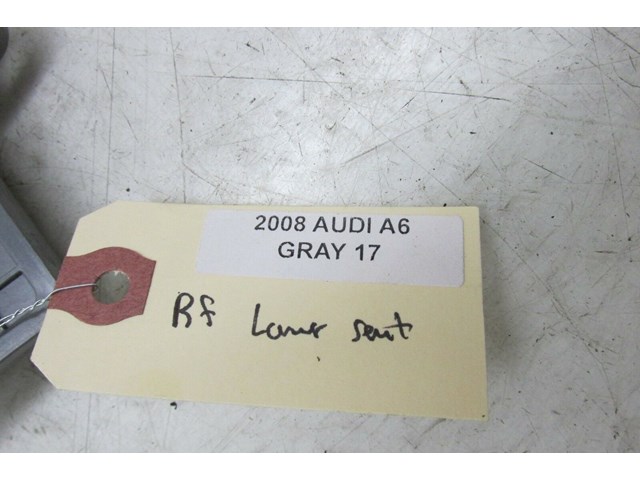 2008 AUDI A6
GRAY 17
Rf Lower seat